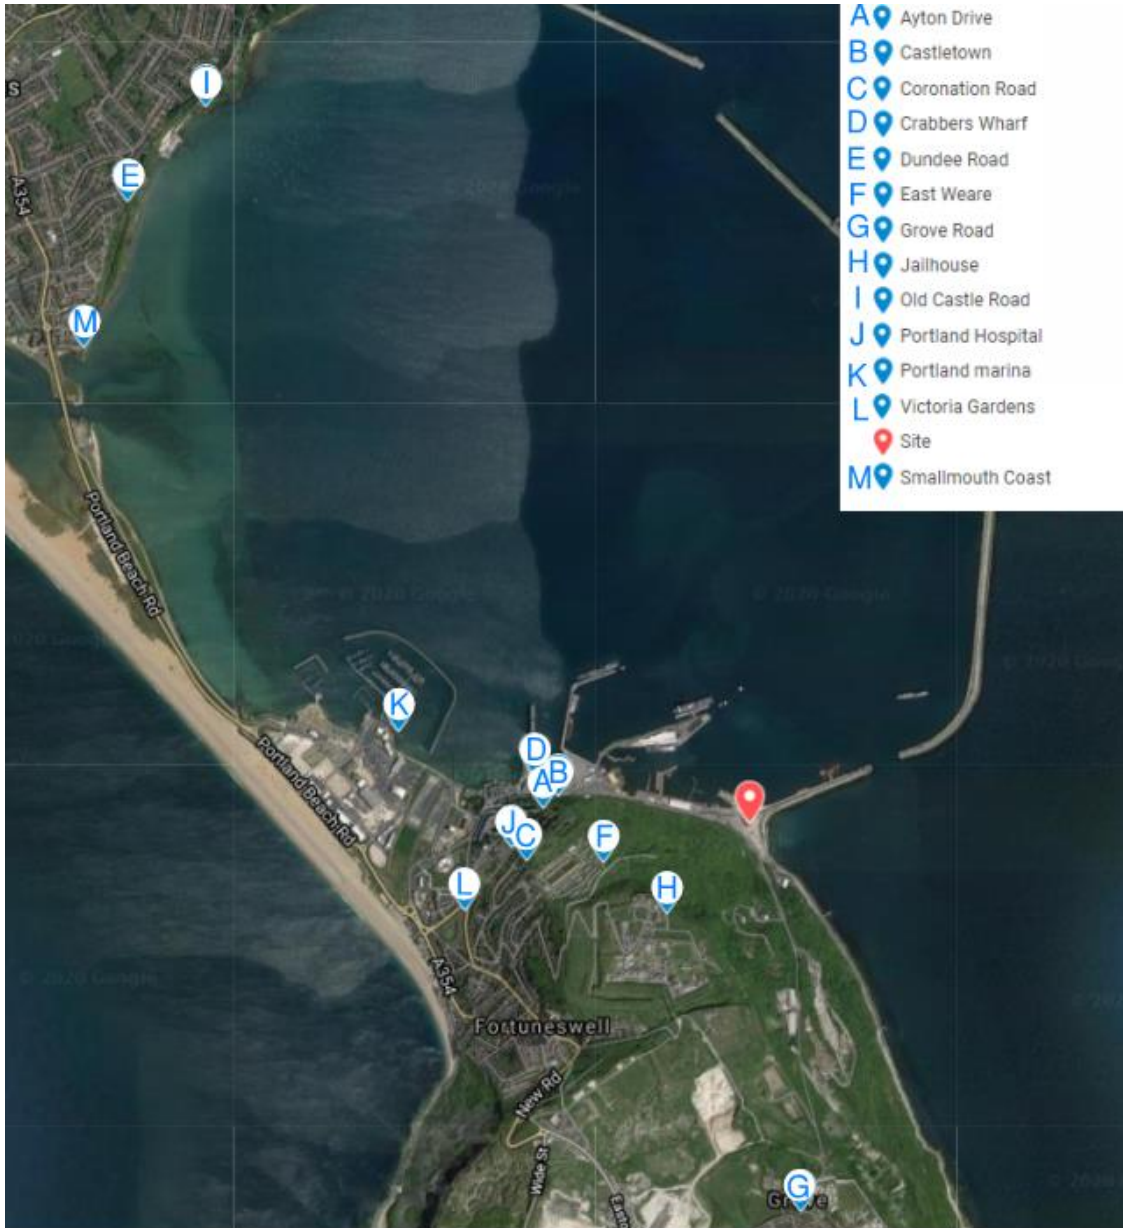 A Ayton Drive
B Castletown
C Coronation Road
D Crabbers Wharf
E Dundee Road
F East Weare
G Grove Road
H Jailhouse
I Old Castle Road
J Portland Hospital
K Portland marina
L Victoria Gardens
Site
M Smallmouth Coast
I
s
E
A354
M
© 2020 Google
Portland Beach Rd
© 2020 Google
© 2020 Google
K
Portland Beach Rd
D
B
A
J
C
F
L
H
A354
© 2020 Google
Fortuneswell
New Rd
Wide St
G
Grove